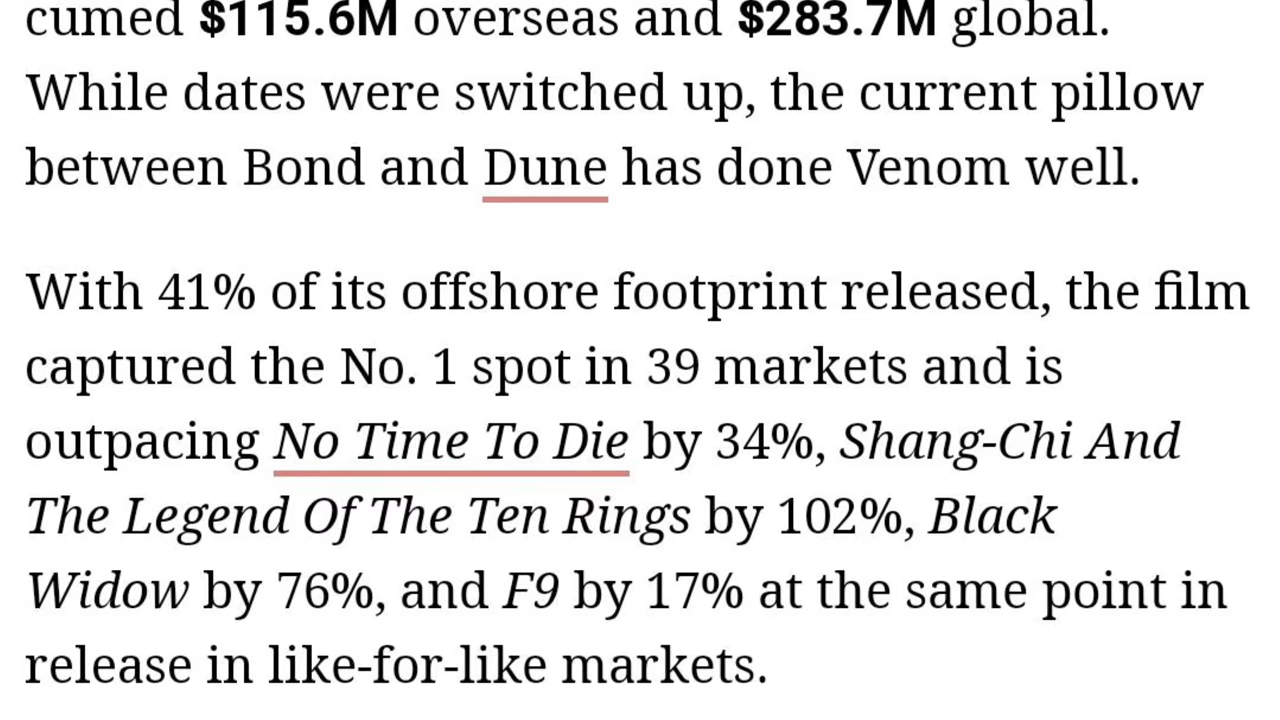 cumed $115.6M overseas and $283.7M global.
While dates were switched up, the current pillow
between Bond and Dune has done Venom well.
With 41% of its offshore footprint released, the film
captured the No. 1 spot in 39 markets and is
outpacing No Time To Die by 34%, Shang-Chi And
The Legend Of The Ten Rings by 102%, Black
Widow by 76%, and F9 by 17% at the same point in
release in like-for-like markets.